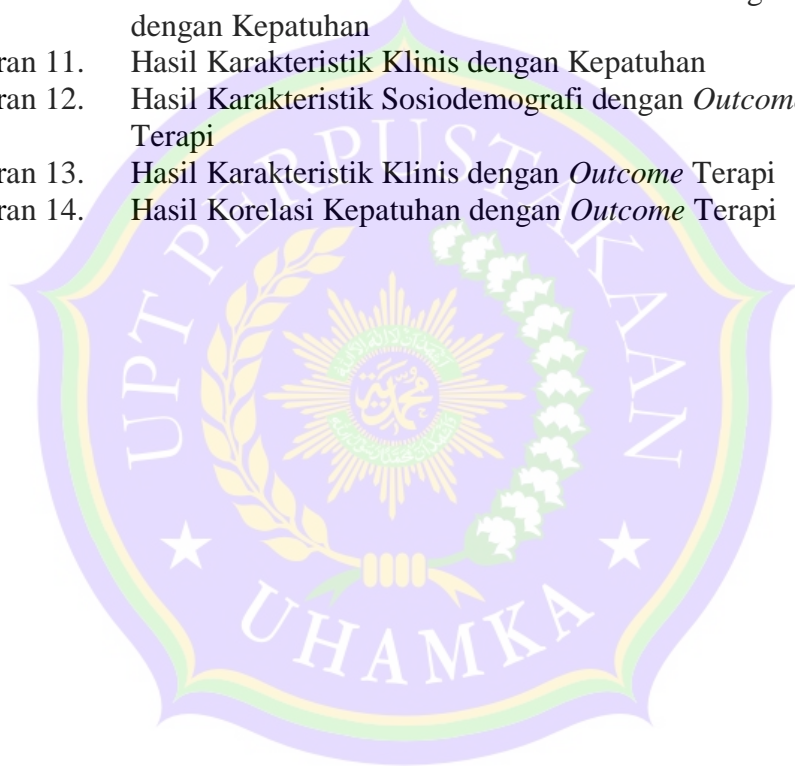 dengan Kepatuhan
ran 11. Hasil Karakteristik Klinis dengan Kepatuhan
ran 12. Hasil Karakteristik Sosiodemografi dengan Outcome
Terapi
ran 13. Hasil Karakteristik Klinis dengan Outcome Terapi
ran 14. Hasil Korelasi Kepatuhan dengan Outcome Terapi
UPT PERPUSTAKAAN
UHAMKA